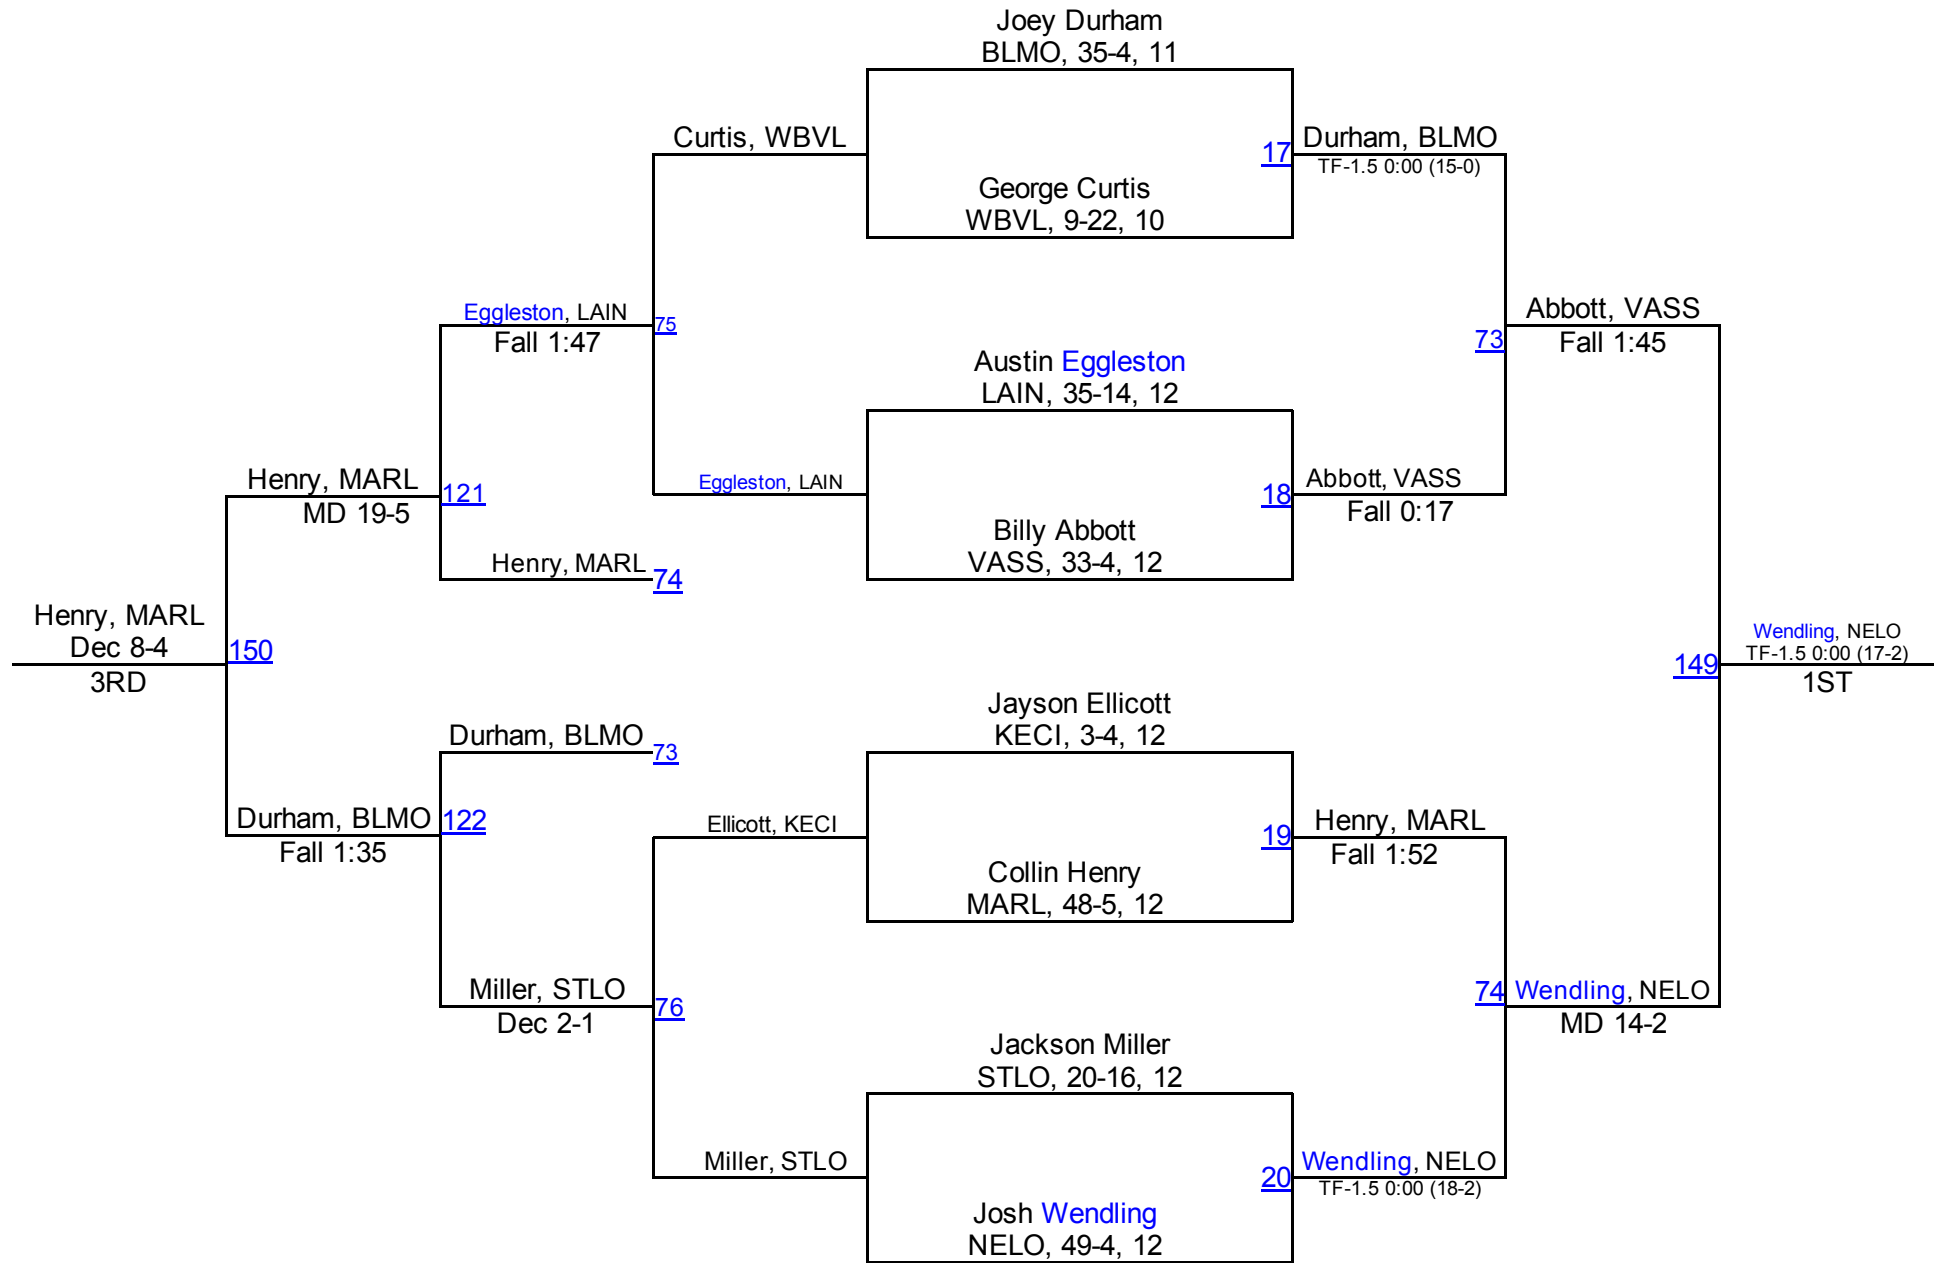 Joey Durham
BLMO, 35-4, 11
Curtis, WBVL
17
Durham, BLMO
TF-1.5 0:00 (15-0)
George Curtis
WBVL, 9-22, 10
Eggleston, LAIN
Fall 1:47
75
Abbott, VASS
Fall 1:45
73
Austin Eggleston
LAIN, 35-14, 12
Henry, MARL
MD 19-5
121
Eggleston, LAIN
18
Abbott, VASS
Fall 0:17
Billy Abbott
VASS, 33-4, 12
Henry, MARL
74
Henry, MARL
Dec 8-4
3RD
150
149
Wendling, NELO
TF-1.5 0:00 (17-2)
1ST
Jayson Ellicott
KECI, 3-4, 12
Durham, BLMO
73
Durham, BLMO
Fall 1:35
122
Ellicott, KECI
19
Henry, MARL
Fall 1:52
Collin Henry
MARL, 48-5, 12
Miller, STLO
Dec 2-1
76
74
Wendling, NELO
MD 14-2
Jackson Miller
STLO, 20-16, 12
Miller, STLO
20
Wendling, NELO
TF-1.5 0:00 (18-2)
Josh Wendling
NELO, 49-4, 12